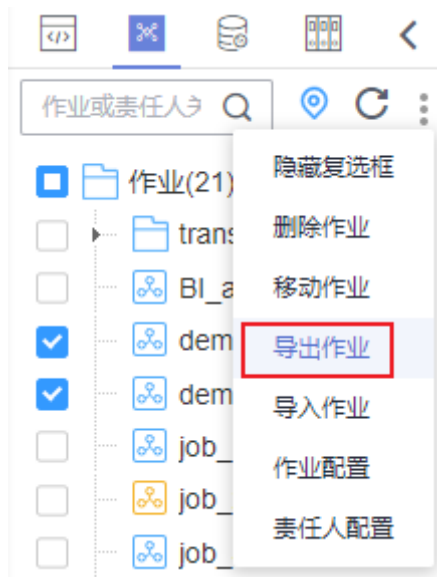 </>
作业或责任人
隐藏复选框
作业(21)
删除作业
trans
移动作业
BI_a
导出作业
dem
导入作业
dem
作业配置
job_
责任人配置
job_
job_